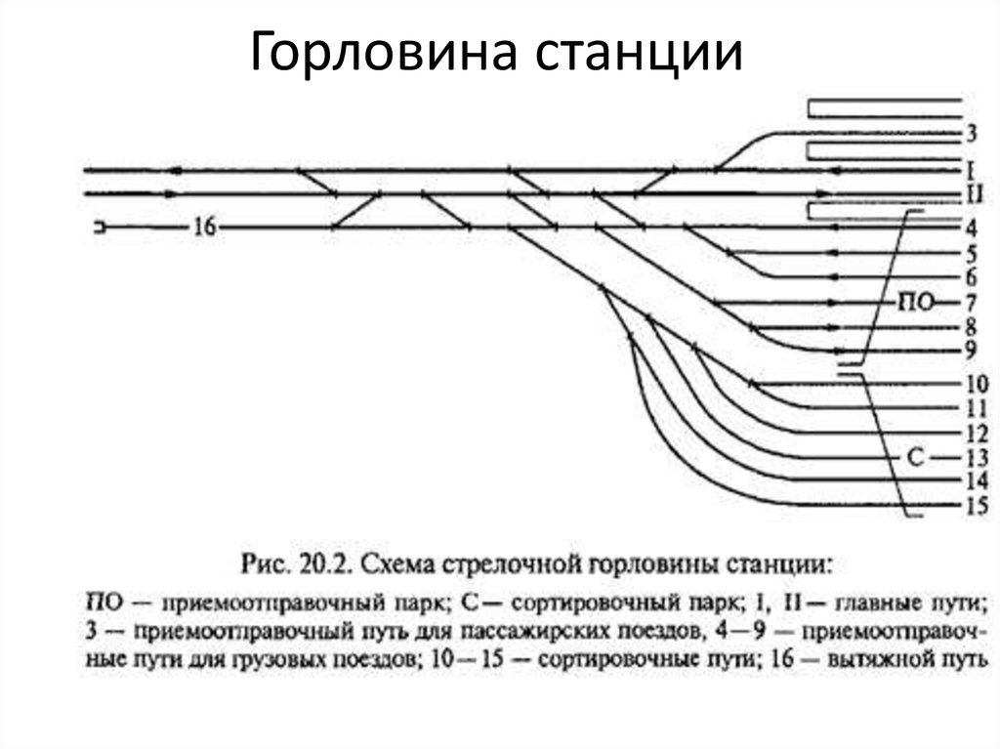 Горловина станции
3
I
II
16
4
5
6
ПО 7
8
9
10
11
12
С 13
14
15
Рис. 20.2. Схема стрелочной горловины станции:
ПО — приемоотправочный парк; С— сортировочный парк; I, II— главные пути;
3 — приемоотправочный путь для пассажирских поездов, 4—9 — приемоотправоч-
ные пути для грузовых поездов; 10—15 — сортировочные пути; 16 — вытяжной путь